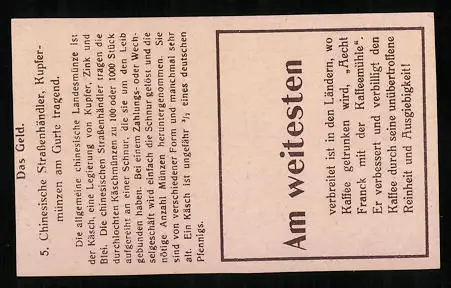 Das Geld.
5. Chinesische Straßenhändler, Kupfer-
münzen am Gurte tragend.
Die allgemeine chinesische Landesmünze ist
der Käsch, eine Legierung von Kupfer, Zink und
Blei. Die chinesischen Straßenhändler tragen die
durchlochten Käschmünzen zu 100 oder 1000 Stück
aufgereiht an einer Schnur, die sie um den Leib
gebunden haben. Bei einem Zahlungs- oder Wech-
selgeschäft wird einfach die Schnur gelöst und die
nötige Anzahl Münzen heruntergenommen. Sie
sind von verschiedener Form und manchmal sehr
alt. Ein Käsch ist ungefähr eines deutschen
Pfennigs.
Am weitesten
verbreitet ist in den Ländern, wo
Kaffee getrunken wird, „Aecht
Franck mit der Kaffeemühle“.
Er verbessert und verbilligt den
Kaffee durch seine unübertroffene
Reinheit und Ausgiebigkeit!